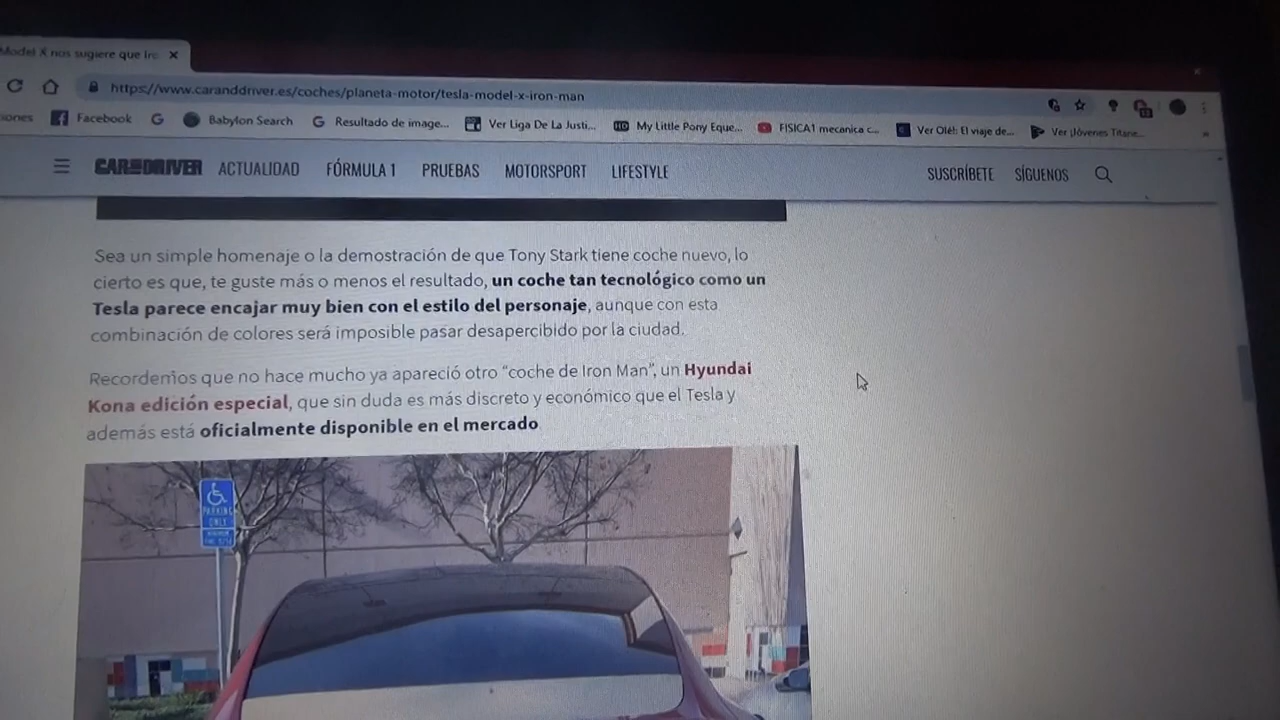 Model X nos sugiere que Iro
https://www.caranddriver.es/coches/planeta-motor/tesla-model-x-iron-man
iones Facebook Babylon Search Resultado de image... Ver Liga De La Justi... My Little Pony Eque... FISICA1 mecanica c... Ver Olé!: El viaje de... Ver ¡Jóvenes Titane...
CAR AND DRIVER ACTUALIDAD FÓRMULA 1 PRUEBAS MOTORSPORT LIFESTYLE SUSCRÍBETE SÍGUENOS
Sea un simple homenaje o la demostración de que Tony Stark tiene coche nuevo, lo
cierto es que, te guste más o menos el resultado, un coche tan tecnológico como un
Tesla parece encajar muy bien con el estilo del personaje, aunque con esta
combinación de colores será imposible pasar desapercibido por la ciudad.
Recordemos que no hace mucho ya apareció otro "coche de Iron Man", un Hyundai
Kona edición especial, que sin duda es más discreto y económico que el Tesla y
además está oficialmente disponible en el mercado
PARKING
ONLY